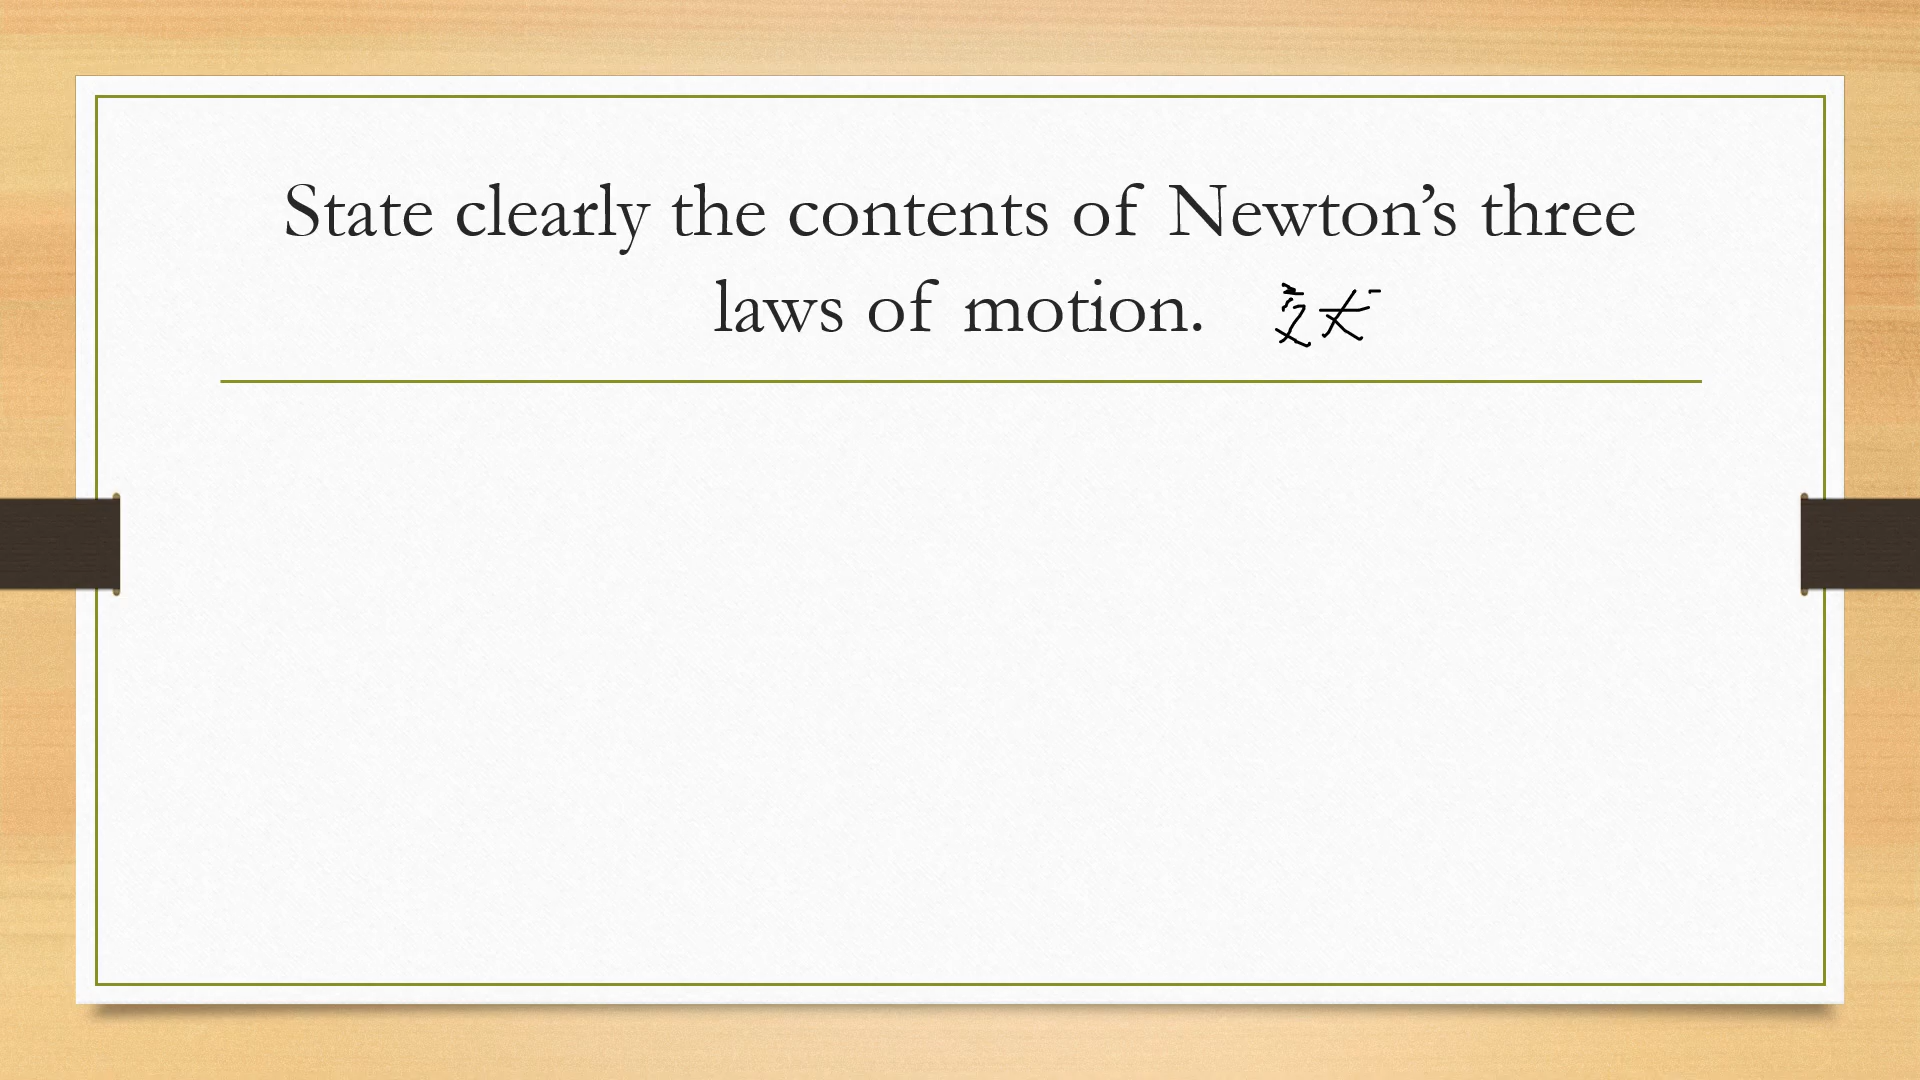 State clearly the contents of Newton’s three
laws of motion.